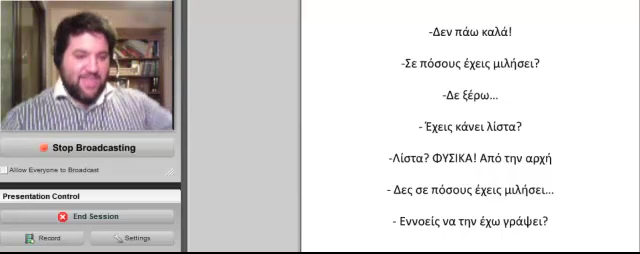 Stop Broadcasting
Allow Everyone to Broadcast
Presentation Control
End Session
Record
Settings
-Δεν πάω καλά!
-Σε πόσους έχεις μιλήσει?
-Δε ξέρω...
- Έχεις κάνει λίστα?
-Λίστα? ΦΥΣΙΚΑ! Από την αρχή
- Δες σε πόσους έχεις μιλήσει...
- Εννοείς να την έχω γράψει?